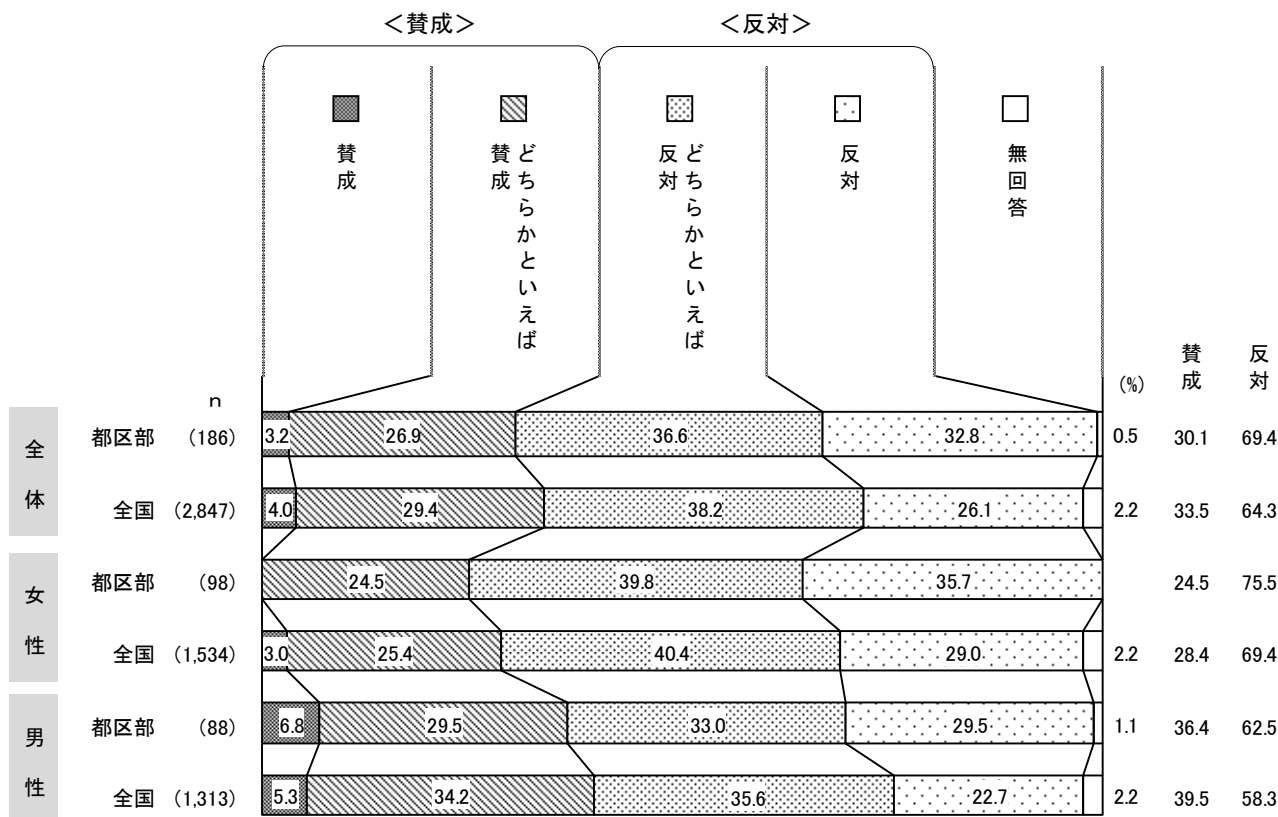 ＜賛成＞ ＜反対＞
賛成
どちらかといえば
賛成
どちらかといえば
反対
反対
無回答
n (%) 賛成 反対
全体
都区部 (186) 3.2 26.9 36.6 32.8 0.5 30.1 69.4
全国 (2,847) 4.0 29.4 38.2 26.1 2.2 33.5 64.3
女性
都区部 (98) 24.5 39.8 35.7 24.5 75.5
全国 (1,534) 3.0 25.4 40.4 29.0 2.2 28.4 69.4
男性
都区部 (88) 6.8 29.5 33.0 29.5 1.1 36.4 62.5
全国 (1,313) 5.3 34.2 35.6 22.7 2.2 39.5 58.3